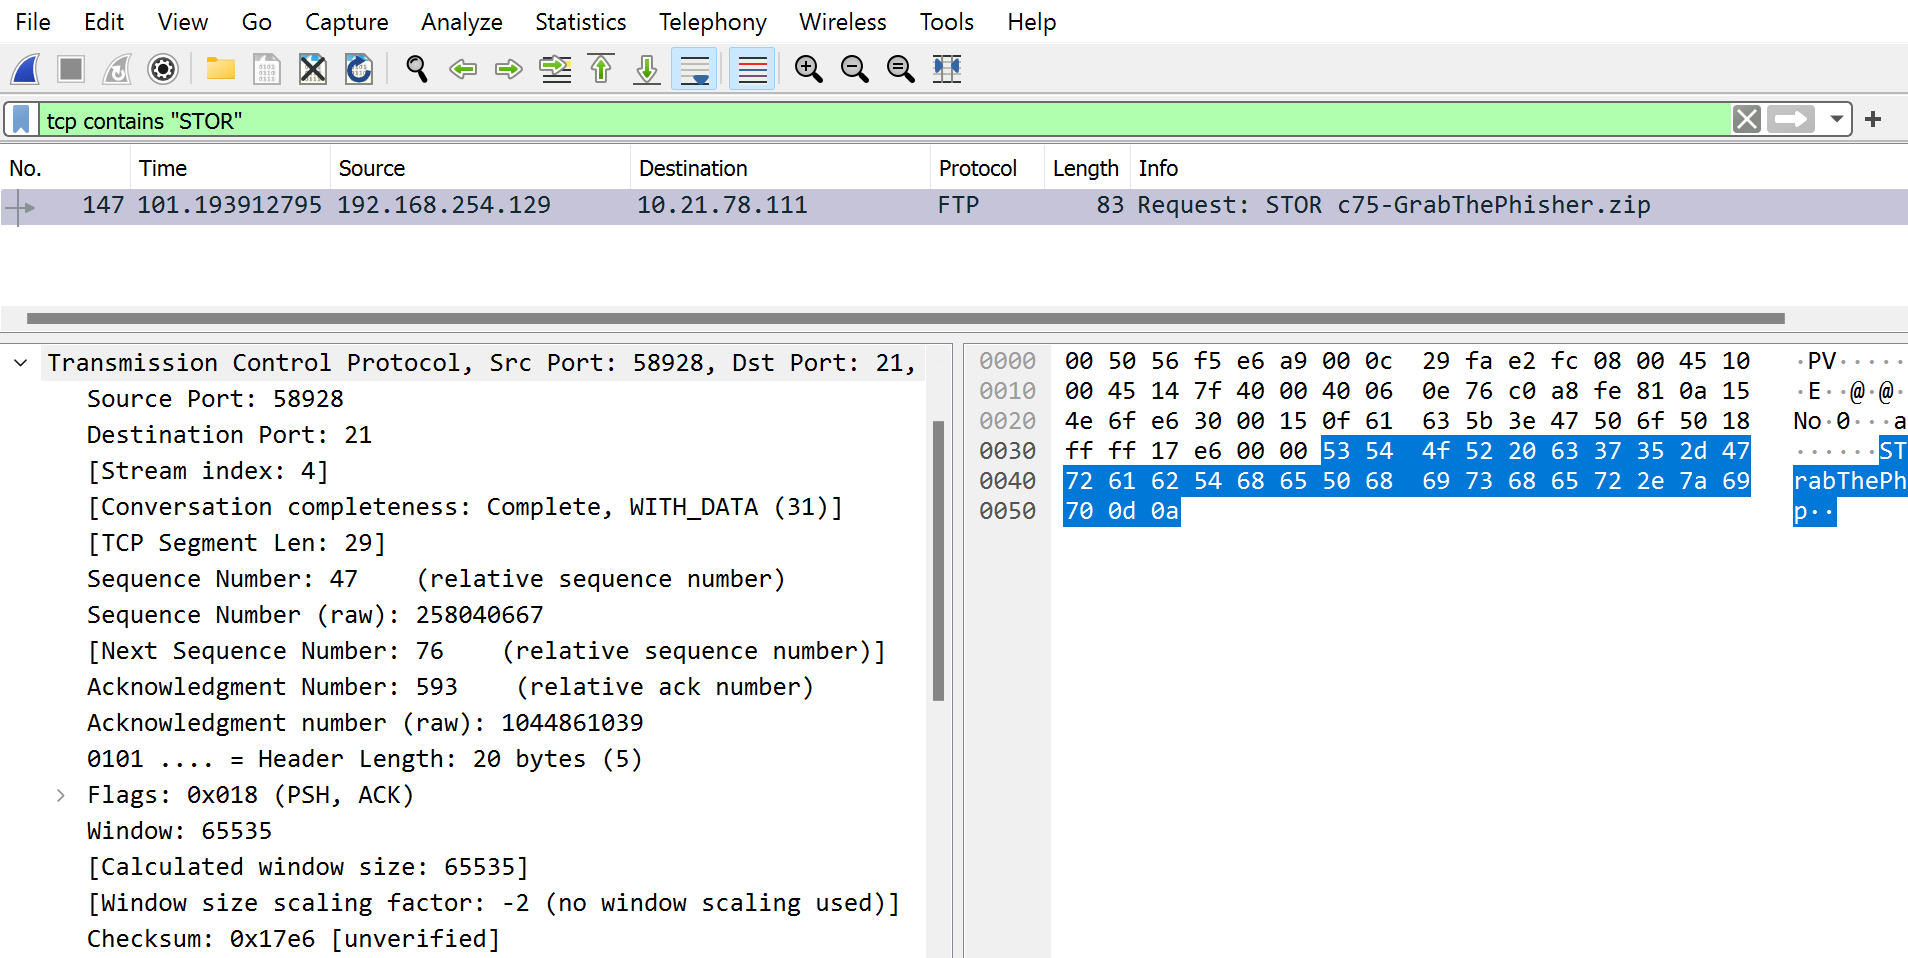 File Edit View Go Capture Analyze Statistics Telephony Wireless Tools Help
tcp contains "STOR"
No. Time Source Destination Protocol Length Info
147 101.193912795 192.168.254.129 10.21.78.111 FTP 83 Request: STOR c75-GrabThePhisher.zip
Transmission Control Protocol, Src Port: 58928, Dst Port: 21,
Source Port: 58928
Destination Port: 21
[Stream index: 4]
[Conversation completeness: Complete, WITH_DATA (31)]
[TCP Segment Len: 29]
Sequence Number: 47 (relative sequence number)
Sequence Number (raw): 258040667
[Next Sequence Number: 76 (relative sequence number)]
Acknowledgment Number: 593 (relative ack number)
Acknowledgment number (raw): 1044861039
0101 .... = Header Length: 20 bytes (5)
Flags: 0x018 (PSH, ACK)
Window: 65535
[Calculated window size: 65535]
[Window size scaling factor: -2 (no window scaling used)]
Checksum: 0x17e6 [unverified]
0000 00 50 56 f5 e6 a9 00 0c 29 fa e2 fc 08 00 45 10 ·PV·····
0010 00 45 14 7f 40 00 40 06 0e 76 c0 a8 fe 81 0a 15 ·E··@·@·
0020 4e 6f e6 30 00 15 0f 61 63 5b 3e 47 50 6f 50 18 No·0···a
0030 ff ff 17 e6 00 00 53 54 4f 52 20 63 37 35 2d 47 ······ST
0040 72 61 62 54 68 65 50 68 69 73 68 65 72 2e 7a 69 rabThePh
0050 70 0d 0a p··